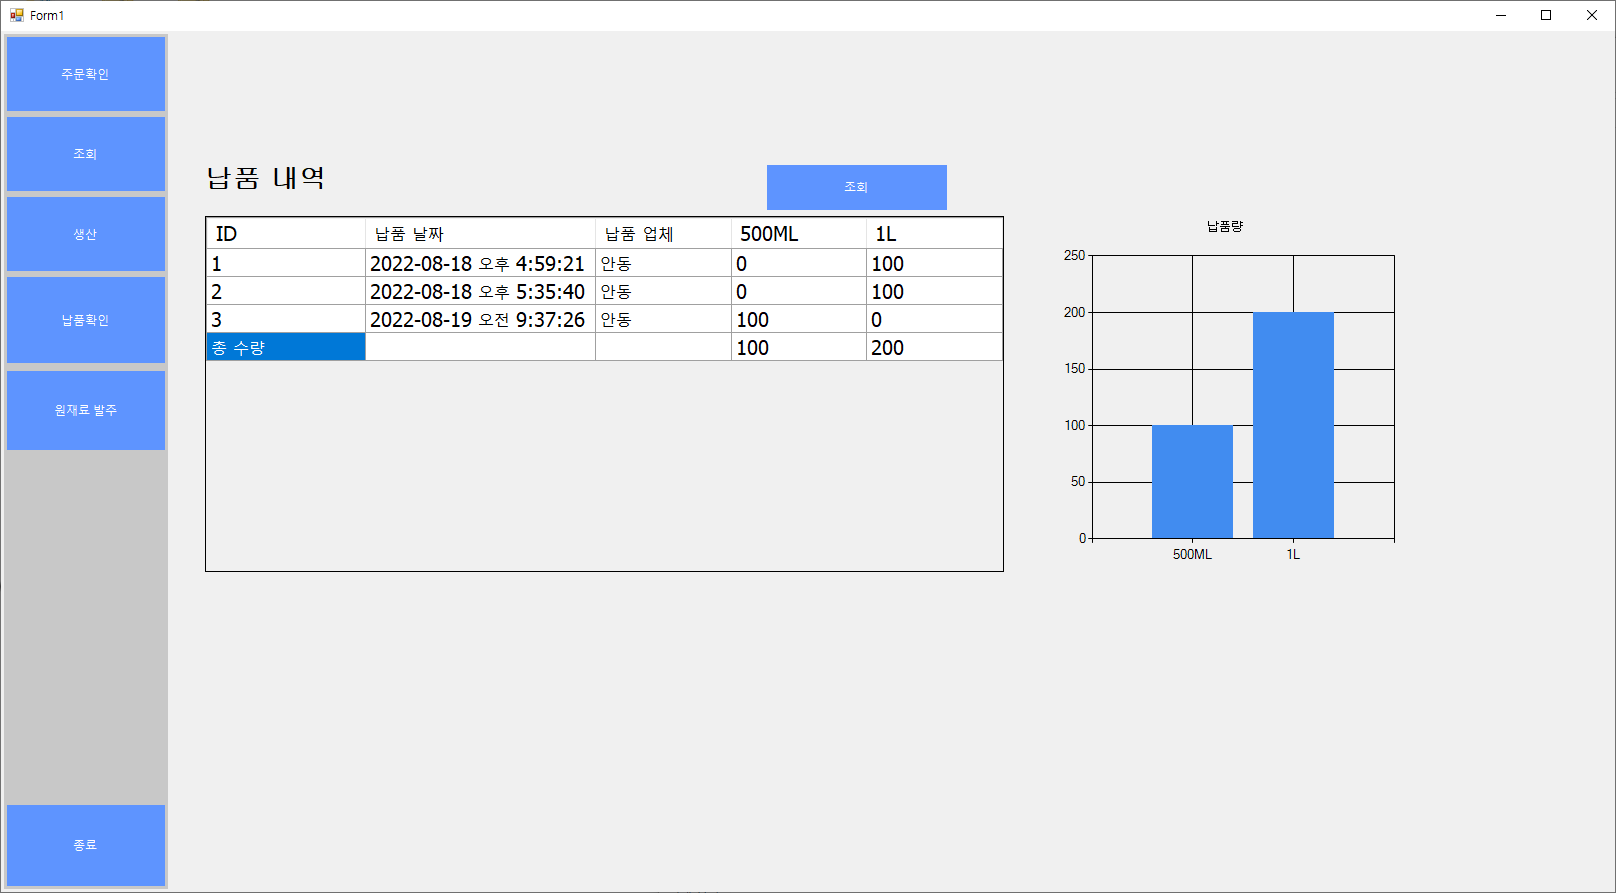 Form1
주문확인
조회
생산
납품확인
원재료 발주
종료
납품 내역
조회
ID 납품 날짜 납품 업체 500ML 1L
1 2022-08-18 오후 4:59:21 안동 0 100
2 2022-08-18 오후 5:35:40 안동 0 100
3 2022-08-19 오전 9:37:26 안동 100 0
총 수량 100 200
납품량
250
200
150
100
50
0
500ML 1L